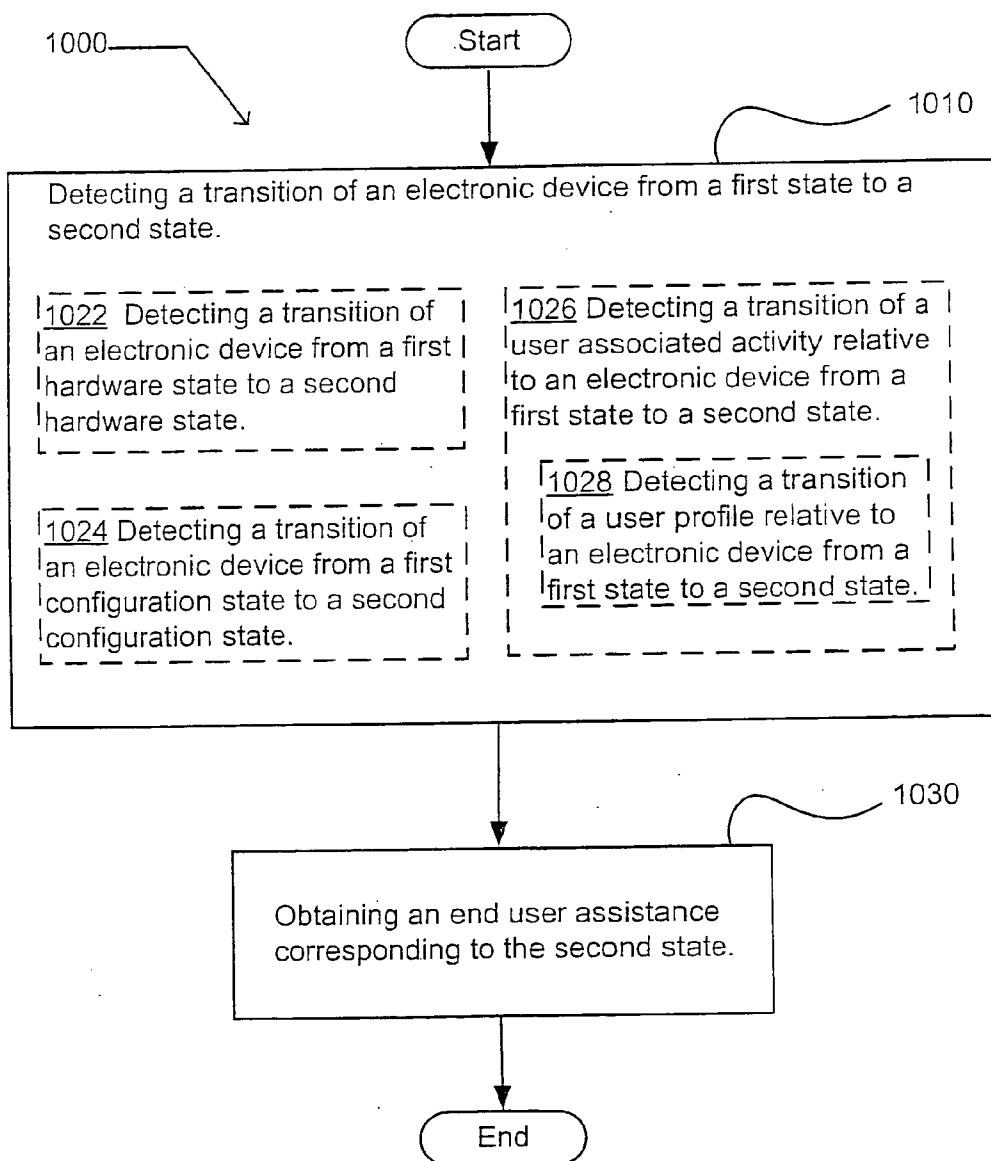 1000
Start
1010
Detecting a transition of an electronic device from a first state to a
second state.
1022 Detecting a transition of
an electronic device from a first
hardware state to a second
hardware state.
1024 Detecting a transition of
an electronic device from a first
configuration state to a second
configuration state.
1026 Detecting a transition of a
user associated activity relative
to an electronic device from a
first state to a second state.
1028 Detecting a transition
of a user profile relative to
an electronic device from a
first state to a second state.
1030
Obtaining an end user assistance
corresponding to the second state.
End